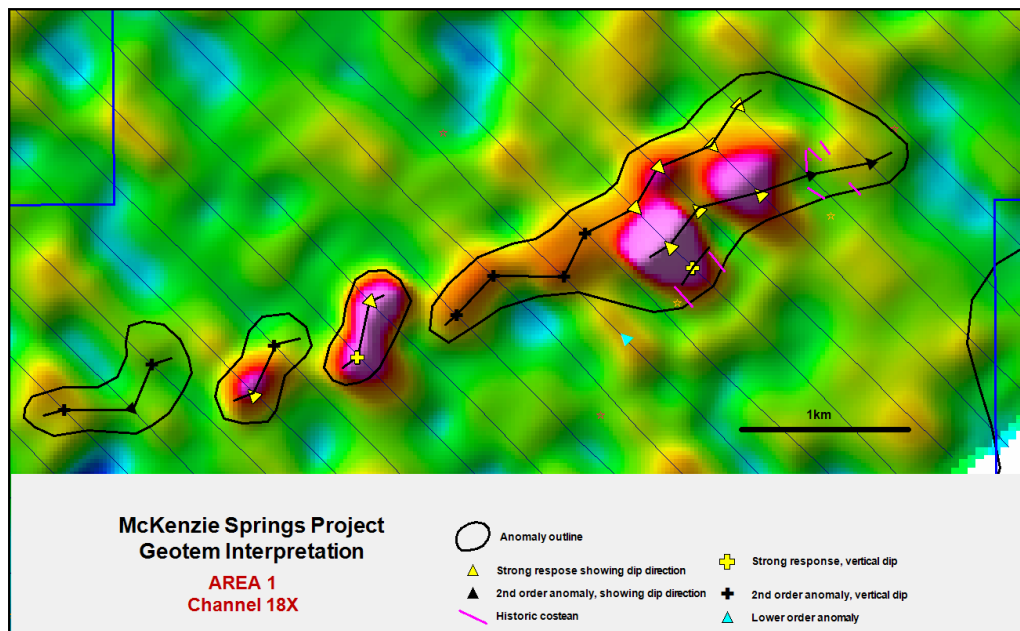 1km
McKenzie Springs Project
Geotem Interpretation
AREA 1
Channel 18X
Anomaly outline
Strong respose showing dip direction
2nd order anomaly, showing dip direction
Historic costean
Strong response, vertical dip
2nd order anomaly, vertical dip
Lower order anomaly